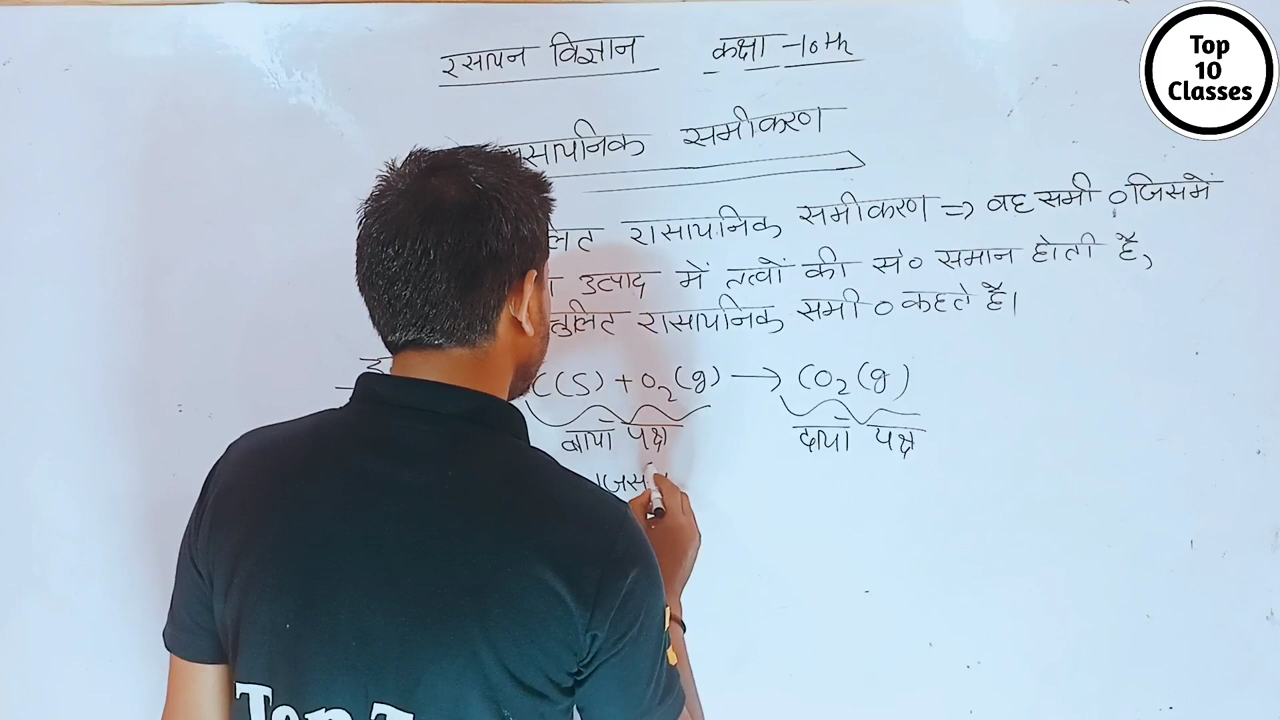 रसायन विज्ञान कक्षा -10th
Top
10
Classes
रासायनिक समीकरण
रासायनिक समीकरण => वह समी० जिसमें
उत्पाद में तत्वों की सं० समान होती है,
रासायनिक समी० कहते है।
C(S) + O₂(g) → CO₂(g)
बायाँ पक्ष दायाँ पक्ष